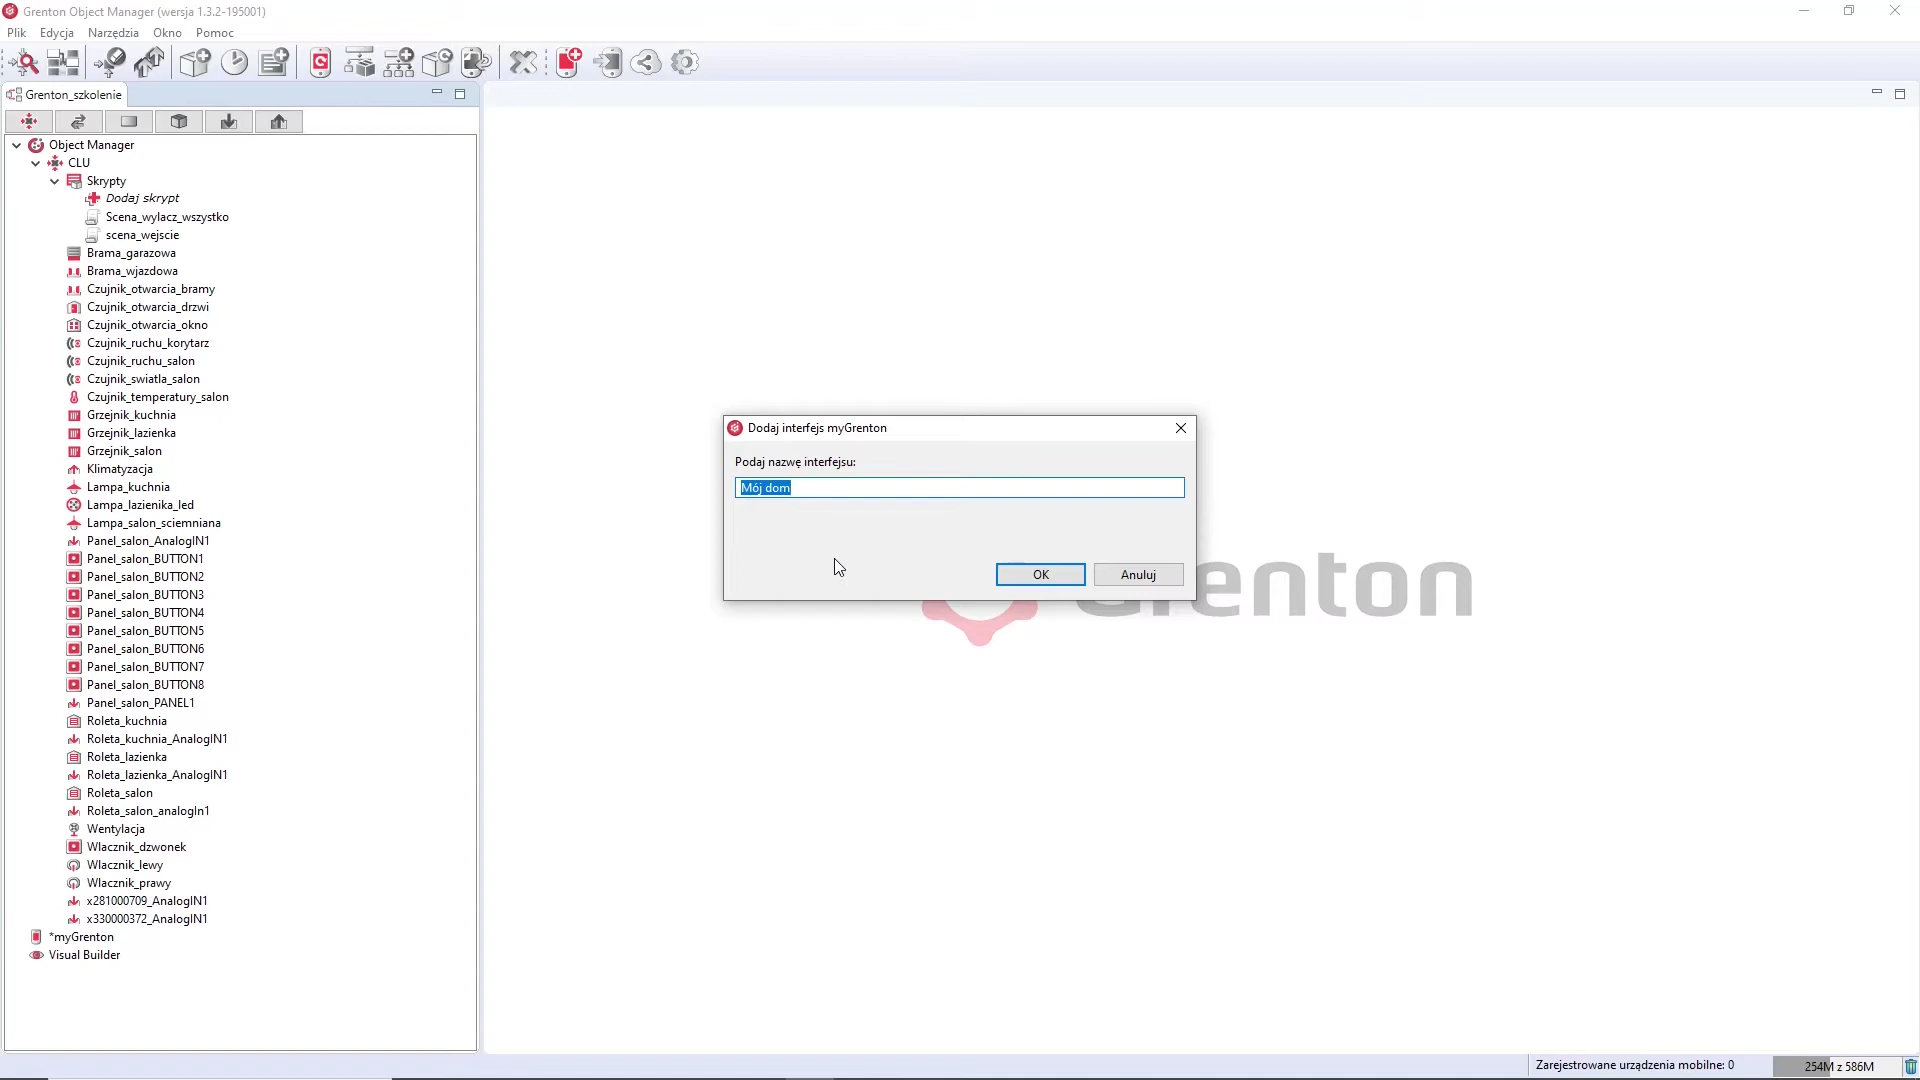 Grenton Object Manager (wersja 1.3.2-195001)
Plik Edycja Narzędzia Okno Pomoc
Grenton_szkolenie
Object Manager
CLU
Skrypty
Dodaj skrypt
Scena_wylacz_wszystko
scena_wejscie
Brama_garazowa
Brama_wjazdowa
Czujnik_otwarcia_bramy
Czujnik_otwarcia_drzwi
Czujnik_otwarcia_okno
Czujnik_ruchu_korytarz
Czujnik_ruchu_salon
Czujnik_swiatla_salon
Czujnik_temperatury_salon
Grzejnik_kuchnia
Grzejnik_lazienka
Grzejnik_salon
Klimatyzacja
Lampa_kuchnia
Lampa_lazienika_led
Lampa_salon_sciemniana
Panel_salon_AnalogIN1
Panel_salon_BUTTON1
Panel_salon_BUTTON2
Panel_salon_BUTTON3
Panel_salon_BUTTON4
Panel_salon_BUTTON5
Panel_salon_BUTTON6
Panel_salon_BUTTON7
Panel_salon_BUTTON8
Panel_salon_PANEL1
Roleta_kuchnia
Roleta_kuchnia_AnalogIN1
Roleta_lazienka
Roleta_lazienka_AnalogIN1
Roleta_salon
Roleta_salon_analogIn1
Wentylacja
Wlacznik_dzwonek
Wlacznik_lewy
Wlacznik_prawy
x281000709_AnalogIN1
x330000372_AnalogIN1
*myGrenton
Visual Builder
Dodaj interfejs myGrenton
Podaj nazwę interfejsu:
Mój dom
OK Anuluj
Grenton
Zarejestrowane urządzenia mobilne: 0
254M z 586M